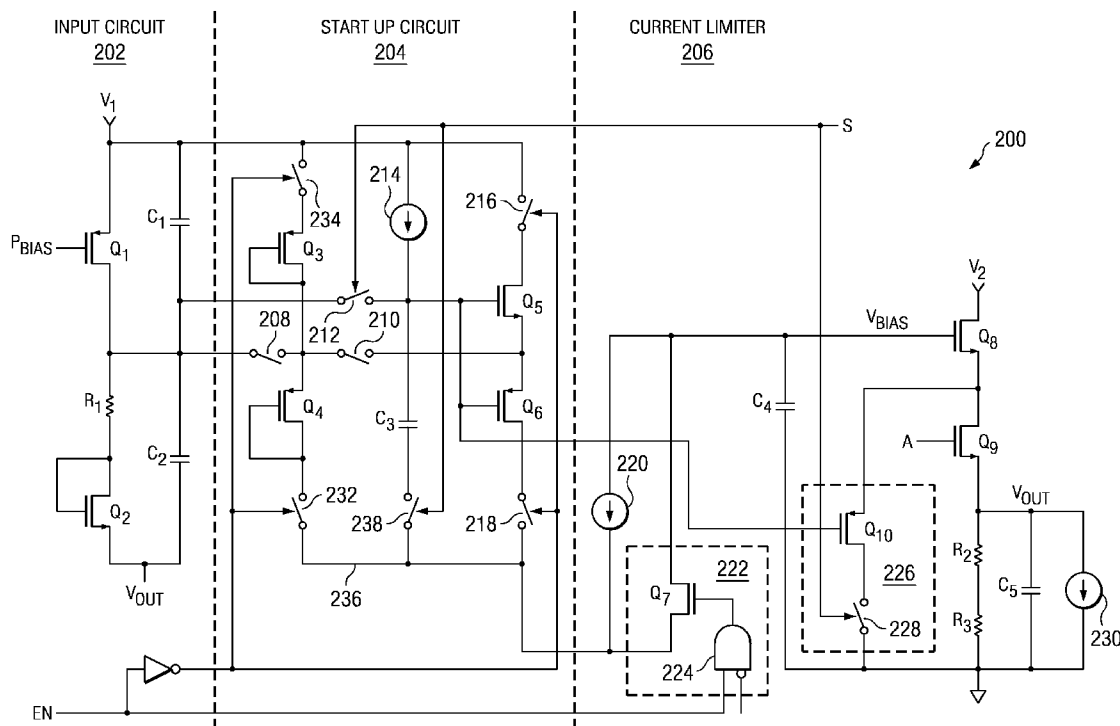 INPUT CIRCUIT
202
START UP CIRCUIT
204
CURRENT LIMITER
206
V1
S
200
214
216
234
C1
PBIAS
Q1
Q3
V2
Q5
VBIAS
Q8
212
208
210
R1
Q4
C3
Q6
C4
A
Q9
C2
220
VOUT
Q2
232
238
218
Q10
R2
222
226
C5
VOUT
236
Q7
228
R3
230
224
EN